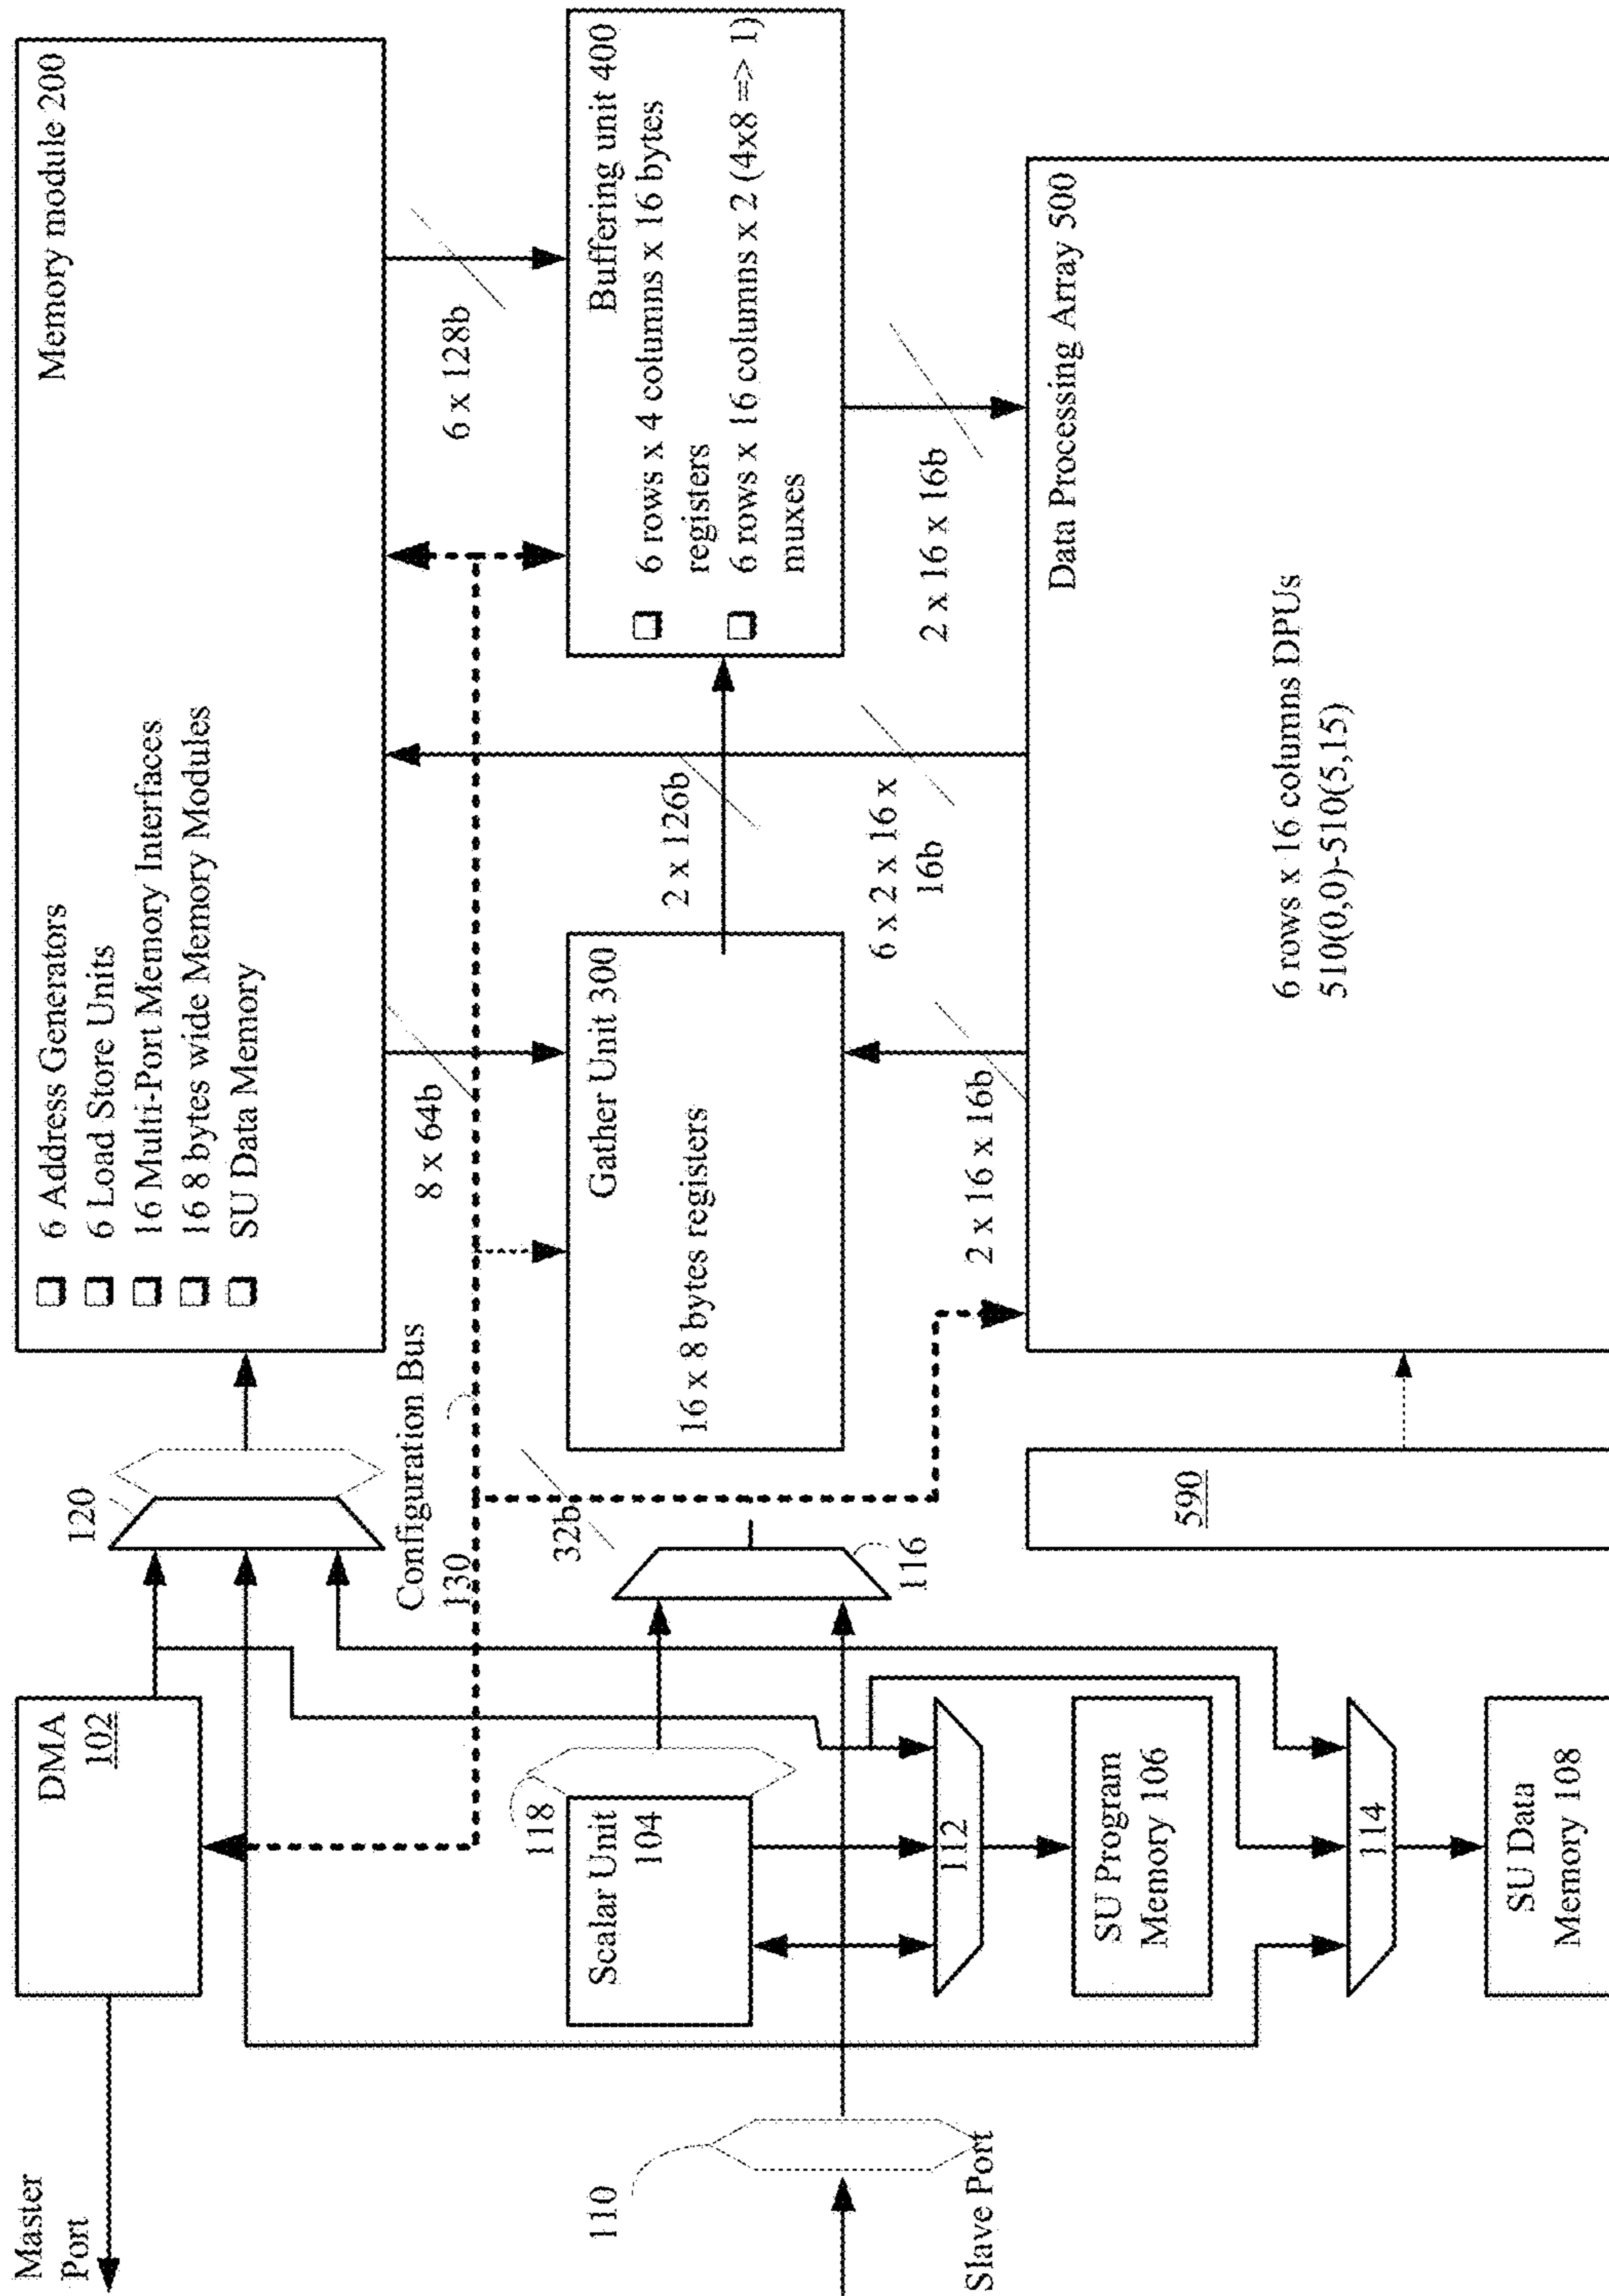 Master
Port
DMA
102
120
Memory module 200
❑ 6 Address Generators
❑ 6 Load Store Units
❑ 16 Multi-Port Memory Interfaces
❑ 16 8 bytes wide Memory Modules
❑ SU Data Memory
Configuration Bus
130
8 x 64b
6 x 128b
32b
110
Slave Port
118
Scalar Unit
104
116
Gather Unit 300
16 x 8 bytes registers
2 x 126b
Buffering unit 400
❑ 6 rows x 4 columns x 16 bytes
registers
❑ 6 rows x 16 columns x 2 (4x8 => 1)
muxes
112
SU Program
Memory 106
2 x 16 x 16b
6 x 2 x 16 x
16b
2 x 16 x 16b
114
SU Data
Memory 108
590
Data Processing Array 500
6 rows x 16 columns DPUs
510(0,0)-510(5,15)